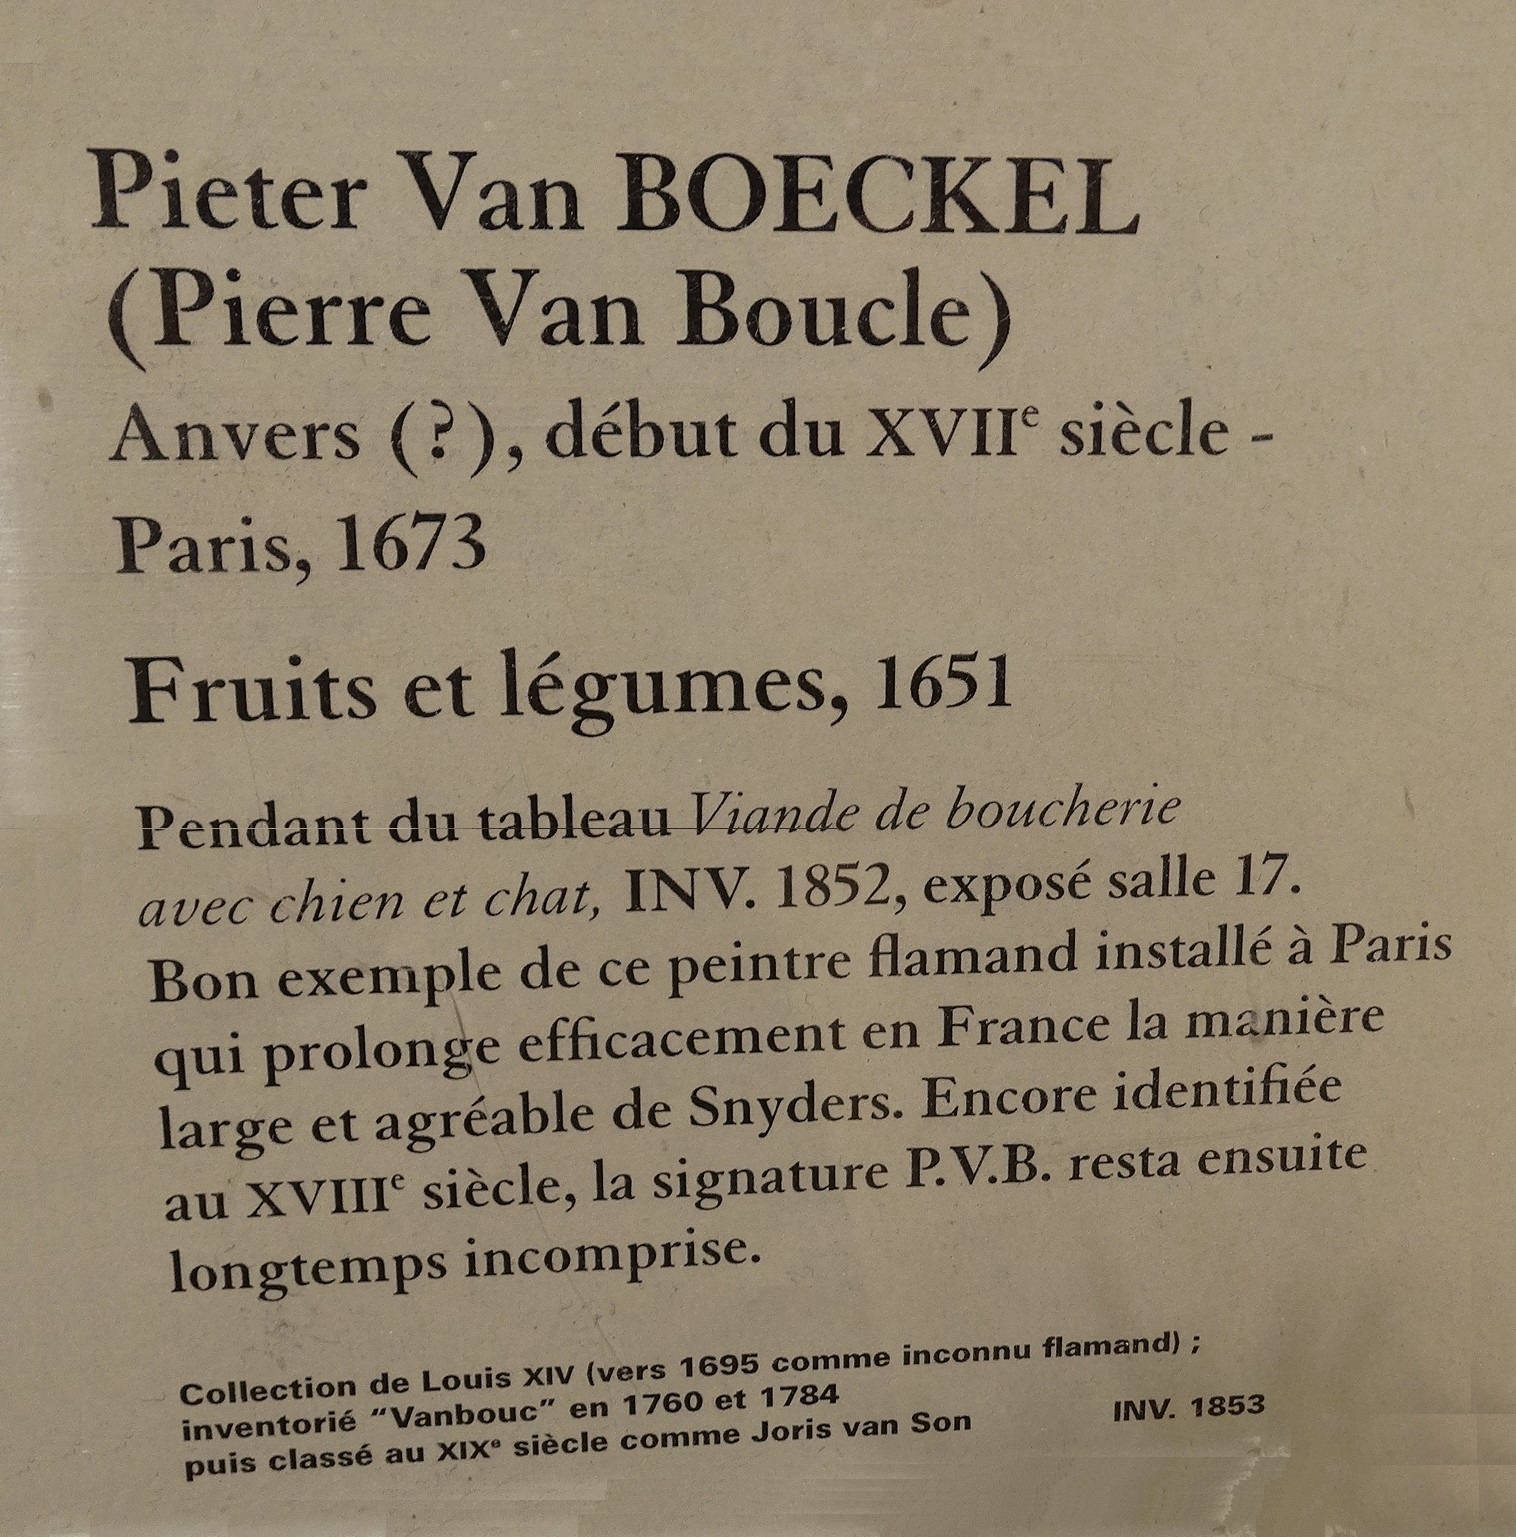 Pieter Van BOECKEL
(Pierre Van Boucle)
Anvers (?), début du XVIIᵉ siècle -
Paris, 1673
Fruits et légumes, 1651
Pendant du tableau Viande de boucherie
avec chien et chat, INV. 1852, exposé salle 17.
Bon exemple de ce peintre flamand installé à Paris
qui prolonge efficacement en France la manière
large et agréable de Snyders. Encore identifiée
au XVIIIᵉ siècle, la signature P.V.B. resta ensuite
longtemps incomprise.
Collection de Louis XIV (vers 1695 comme inconnu flamand) ;
inventorié “Vanbouc” en 1760 et 1784
puis classé au XIXᵉ siècle comme Joris van Son
INV. 1853